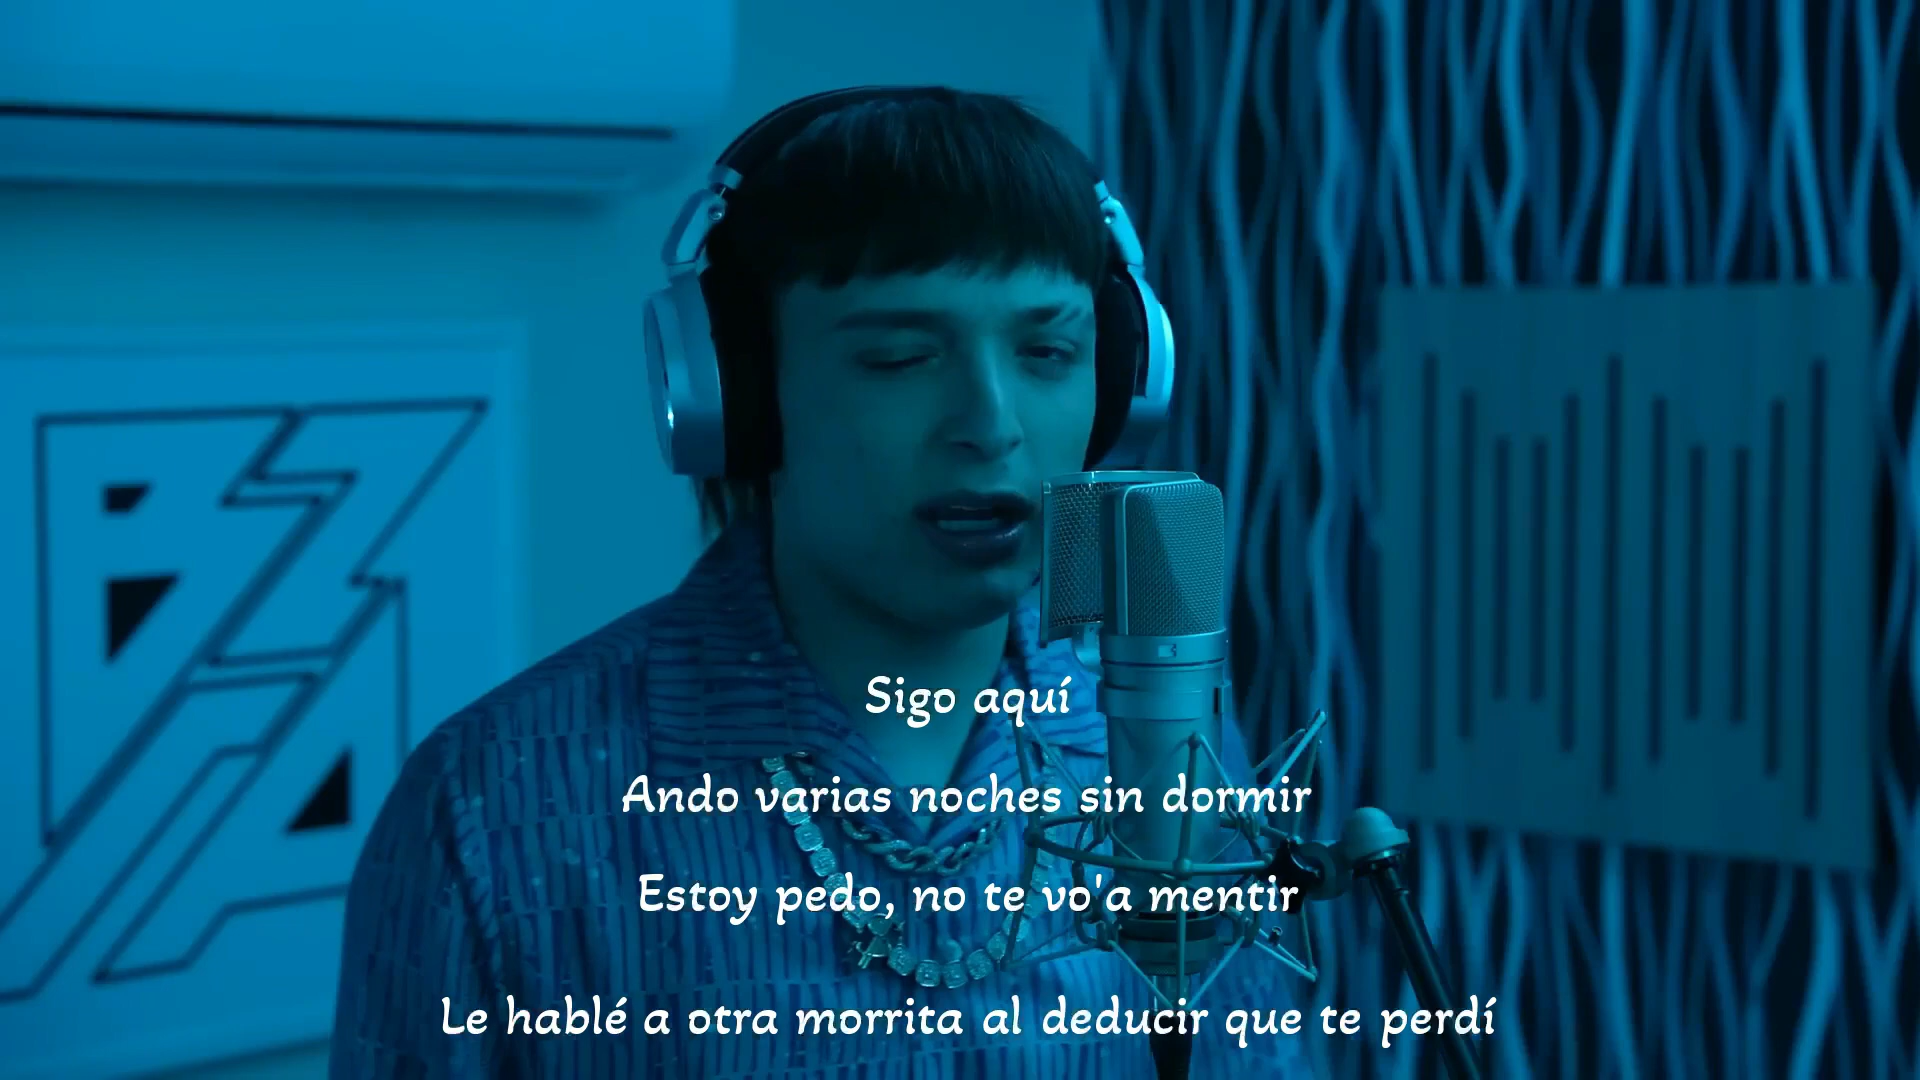 BZA
Sigo aquí
Ando varias noches sin dormir
Estoy pedo, no te vo'a mentir
Le hablé a otra morrita al deducir que te perdí